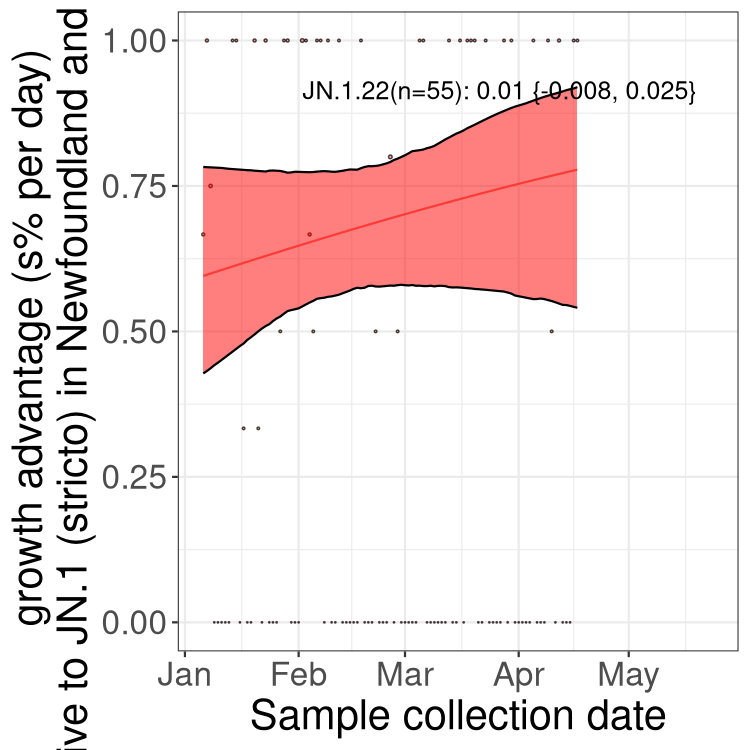 growth advantage (s% per day)
ive to JN.1 (stricto) in Newfoundland and
1.00
0.75
0.50
0.25
0.00
JN.1.22(n=55): 0.01 {-0.008, 0.025}
Jan Feb Mar Apr May
Sample collection date